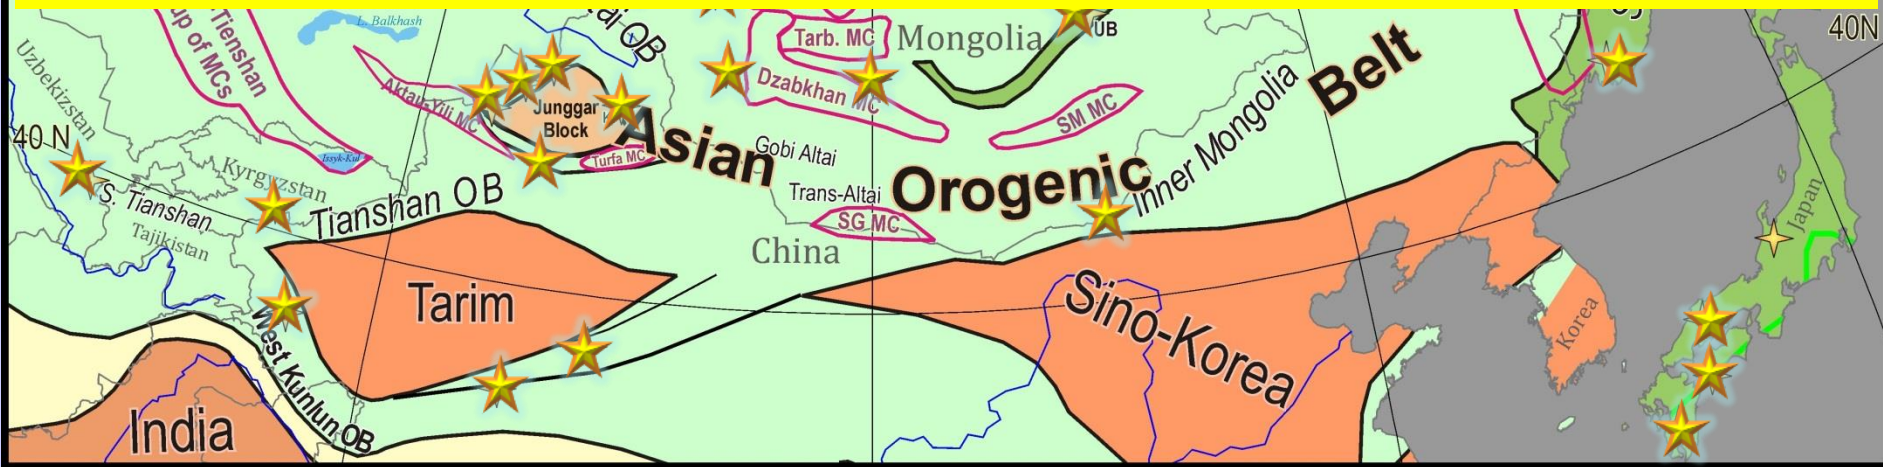 L. Balkhash
OB
40N
Tienshan
up of MCs
Tarb. MC
Mongolia
UB
Uzbekizstan
Aktau-Yili MC
Junggar
Block
Dzabkhan MC
SM MC
Belt
Inner Mongolia
40 N
Issyk-Kul
Turfa MC
Asian
Gobi Altai
Kyrgyzstan
Tianshan OB
S. Tianshan
Tajikistan
Trans-Altai
Orogenic
SG MC
China
Japan
Tarim
Sino-Korea
Korea
West Kunlun OB
India